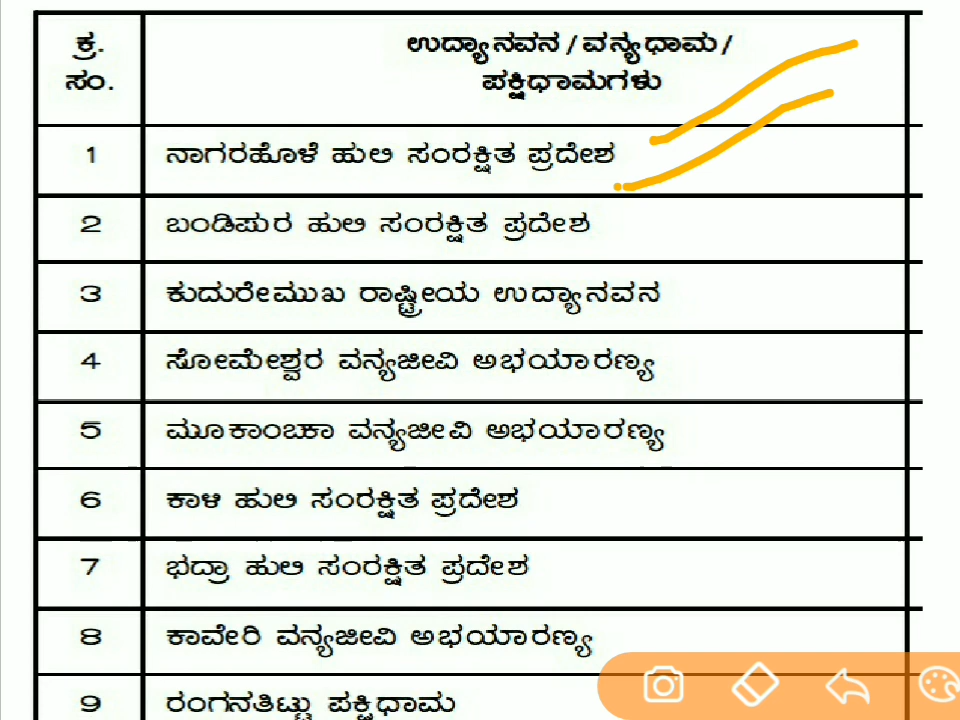 ಕ್ರ. ಸಂ. ಉದ್ಯಾನವನ / ವನ್ಯಧಾಮ / ಪಕ್ಷಿಧಾಮಗಳು
1 ನಾಗರಹೊಳೆ ಹುಲಿ ಸಂರಕ್ಷಿತ ಪ್ರದೇಶ
2 ಬಂಡಿಪುರ ಹುಲಿ ಸಂರಕ್ಷಿತ ಪ್ರದೇಶ
3 ಕುದುರೇಮುಖ ರಾಷ್ಟ್ರೀಯ ಉದ್ಯಾನವನ
4 ಸೋಮೇಶ್ವರ ವನ್ಯಜೀವಿ ಅಭಯಾರಣ್ಯ
5 ಮೂಕಾಂಬಿಕಾ ವನ್ಯಜೀವಿ ಅಭಯಾರಣ್ಯ
6 ಕಾಳಿ ಹುಲಿ ಸಂರಕ್ಷಿತ ಪ್ರದೇಶ
7 ಭದ್ರಾ ಹುಲಿ ಸಂರಕ್ಷಿತ ಪ್ರದೇಶ
8 ಕಾವೇರಿ ವನ್ಯಜೀವಿ ಅಭಯಾರಣ್ಯ
9 ರಂಗನತಿಟ್ಟು ಪಕ್ಷಿಧಾಮ